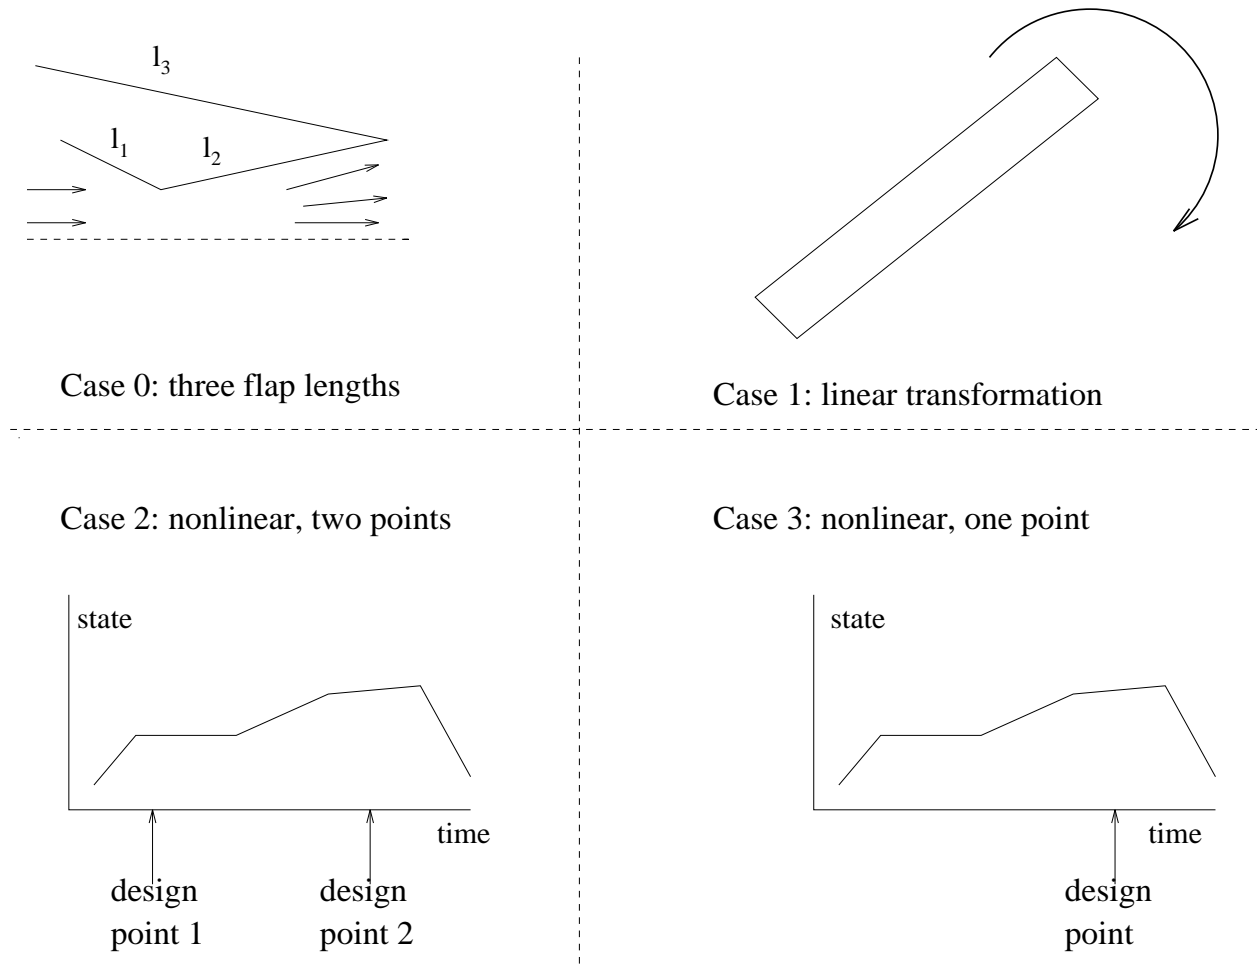 l3
l1
l2
Case 0: three flap lengths
Case 1: linear transformation
Case 2: nonlinear, two points
state
time
design
point 1
design
point 2
Case 3: nonlinear, one point
state
time
design
point